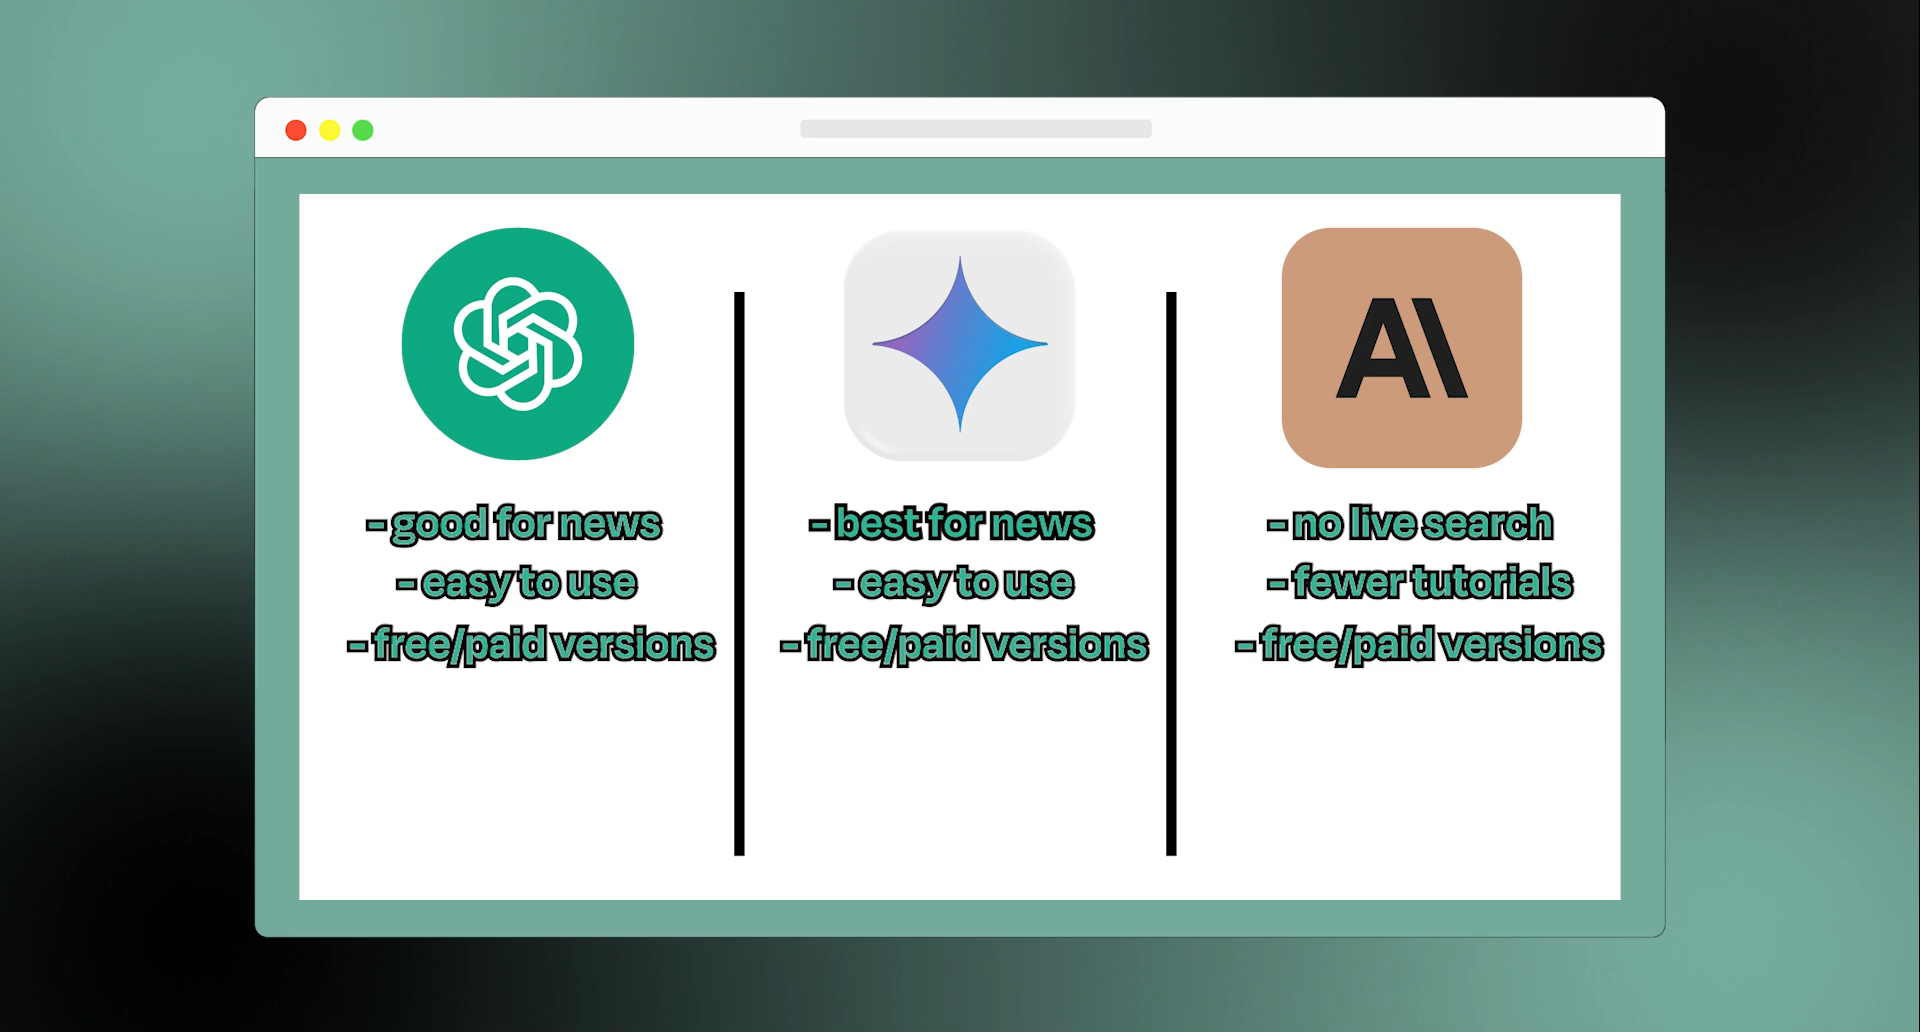 - good for news
- easy to use
- free/paid versions
- best for news
- easy to use
- free/paid versions
A\
- no live search
- fewer tutorials
- free/paid versions